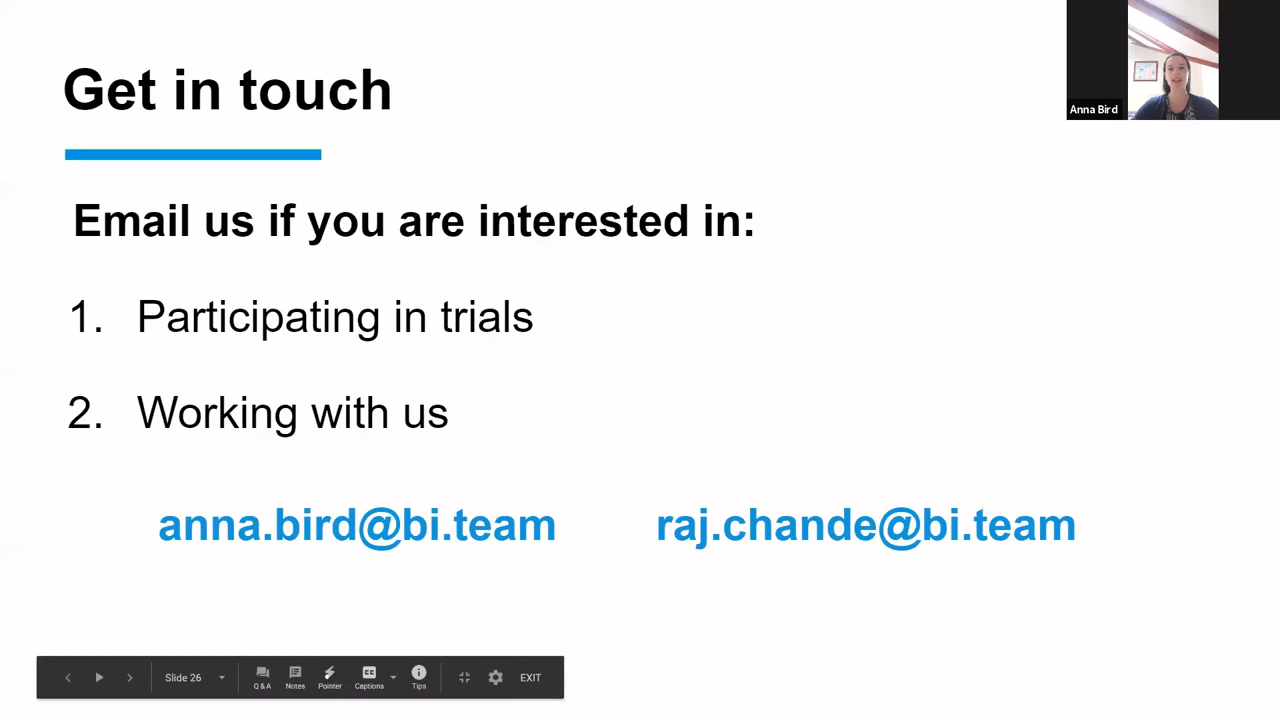 Get in touch
Anna Bird
Email us if you are interested in:
1. Participating in trials
2. Working with us
anna.bird@bi.team raj.chande@bi.team
Slide 26 Q&A Notes Pointer Captions Tips EXIT